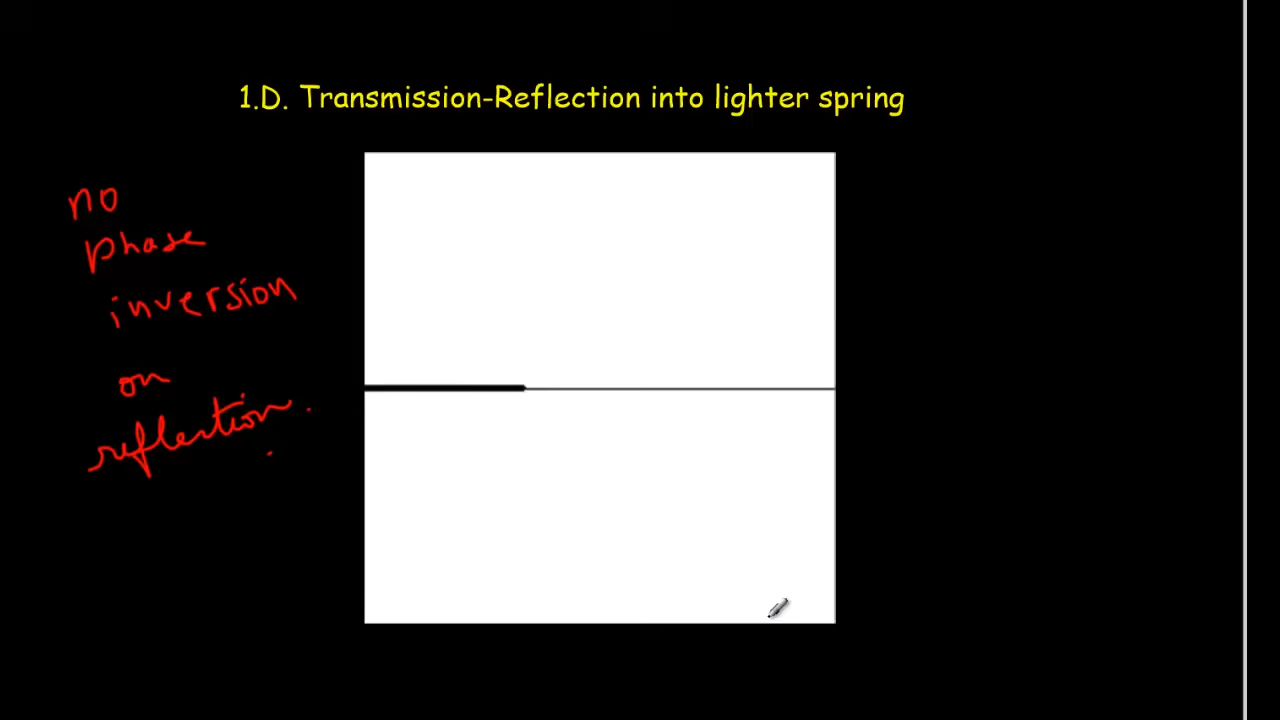 1.D. Transmission-Reflection into lighter spring
no
phase
inversion
on
reflection.